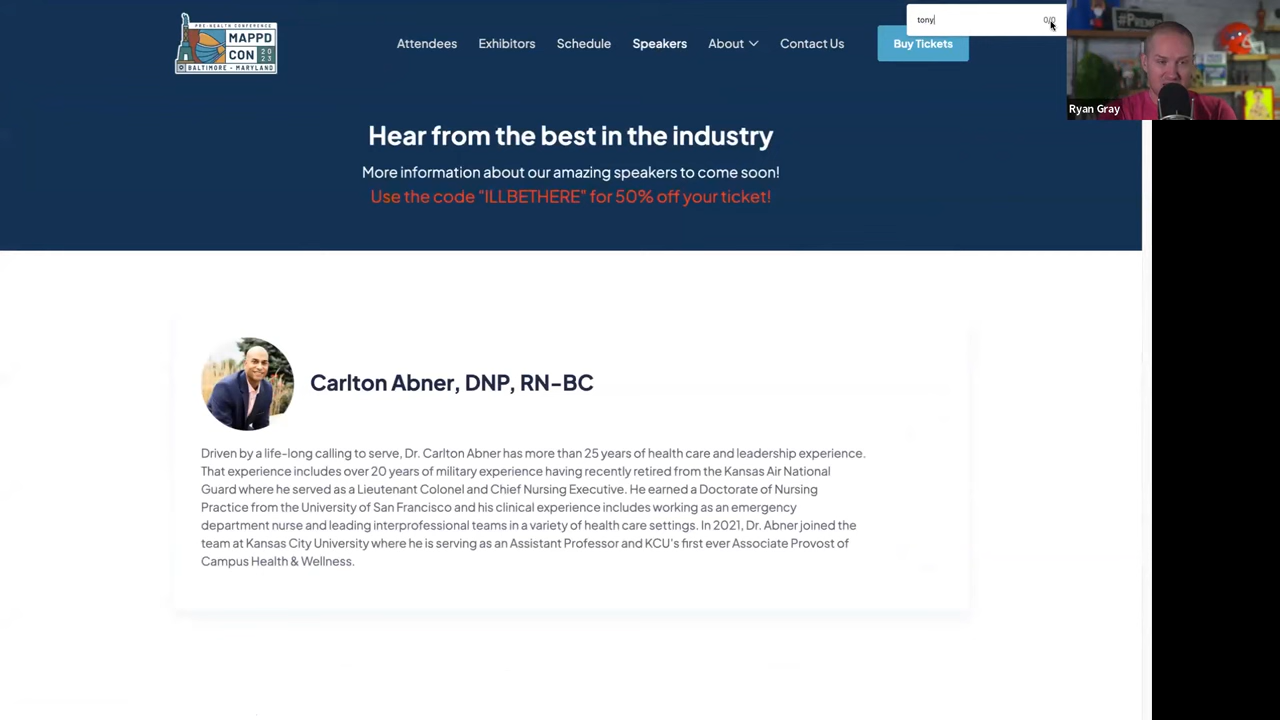 PRE-HEALTH CONFERENCE
MAPPD
CON
20
23
BALTIMORE - MARYLAND
Attendees
Exhibitors
Schedule
Speakers
About
Contact Us
Buy Tickets
tony
0/0
Ryan Gray
Hear from the best in the industry
More information about our amazing speakers to come soon!
Use the code "ILLBETHERE" for 50% off your ticket!
Carlton Abner, DNP, RN-BC
Driven by a life-long calling to serve, Dr. Carlton Abner has more than 25 years of health care and leadership experience.
That experience includes over 20 years of military experience having recently retired from the Kansas Air National
Guard where he served as a Lieutenant Colonel and Chief Nursing Executive. He earned a Doctorate of Nursing
Practice from the University of San Francisco and his clinical experience includes working as an emergency
department nurse and leading interprofessional teams in a variety of health care settings. In 2021, Dr. Abner joined the
team at Kansas City University where he is serving as an Assistant Professor and KCU's first ever Associate Provost of
Campus Health & Wellness.